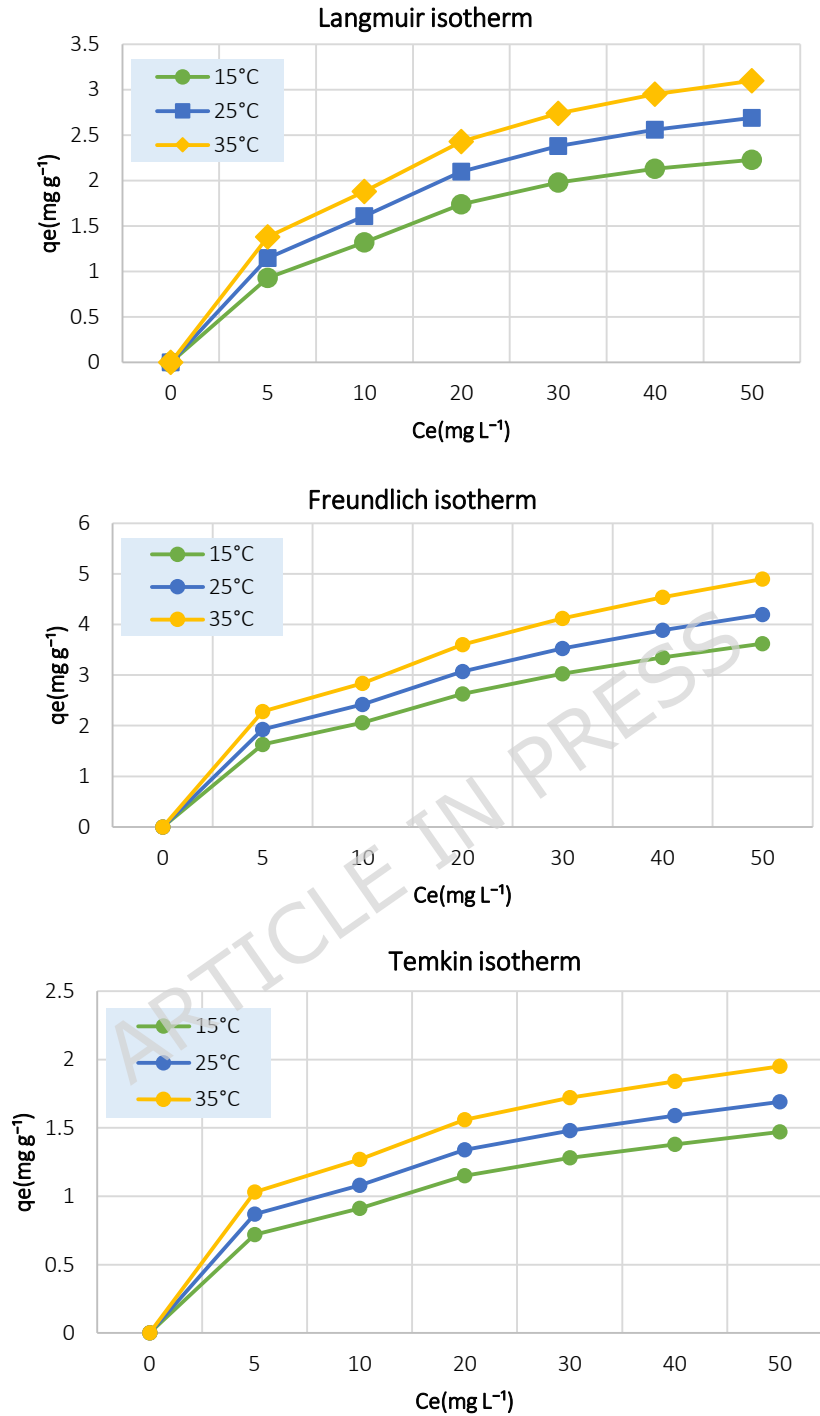 Langmuir isotherm
3.5
3
2.5
2
1.5
1
0.5
0
qe(mg g⁻¹)
15°C
25°C
35°C
0 5 10 20 30 40 50
Ce(mg L⁻¹)
Freundlich isotherm
6
5
4
3
2
1
0
qe(mg g⁻¹)
15°C
25°C
35°C
0 5 10 20 30 40 50
Ce(mg L⁻¹)
ARTICLE IN PRESS
Temkin isotherm
2.5
2
1.5
1
0.5
0
qe(mg g⁻¹)
15°C
25°C
35°C
0 5 10 20 30 40 50
Ce(mg L⁻¹)